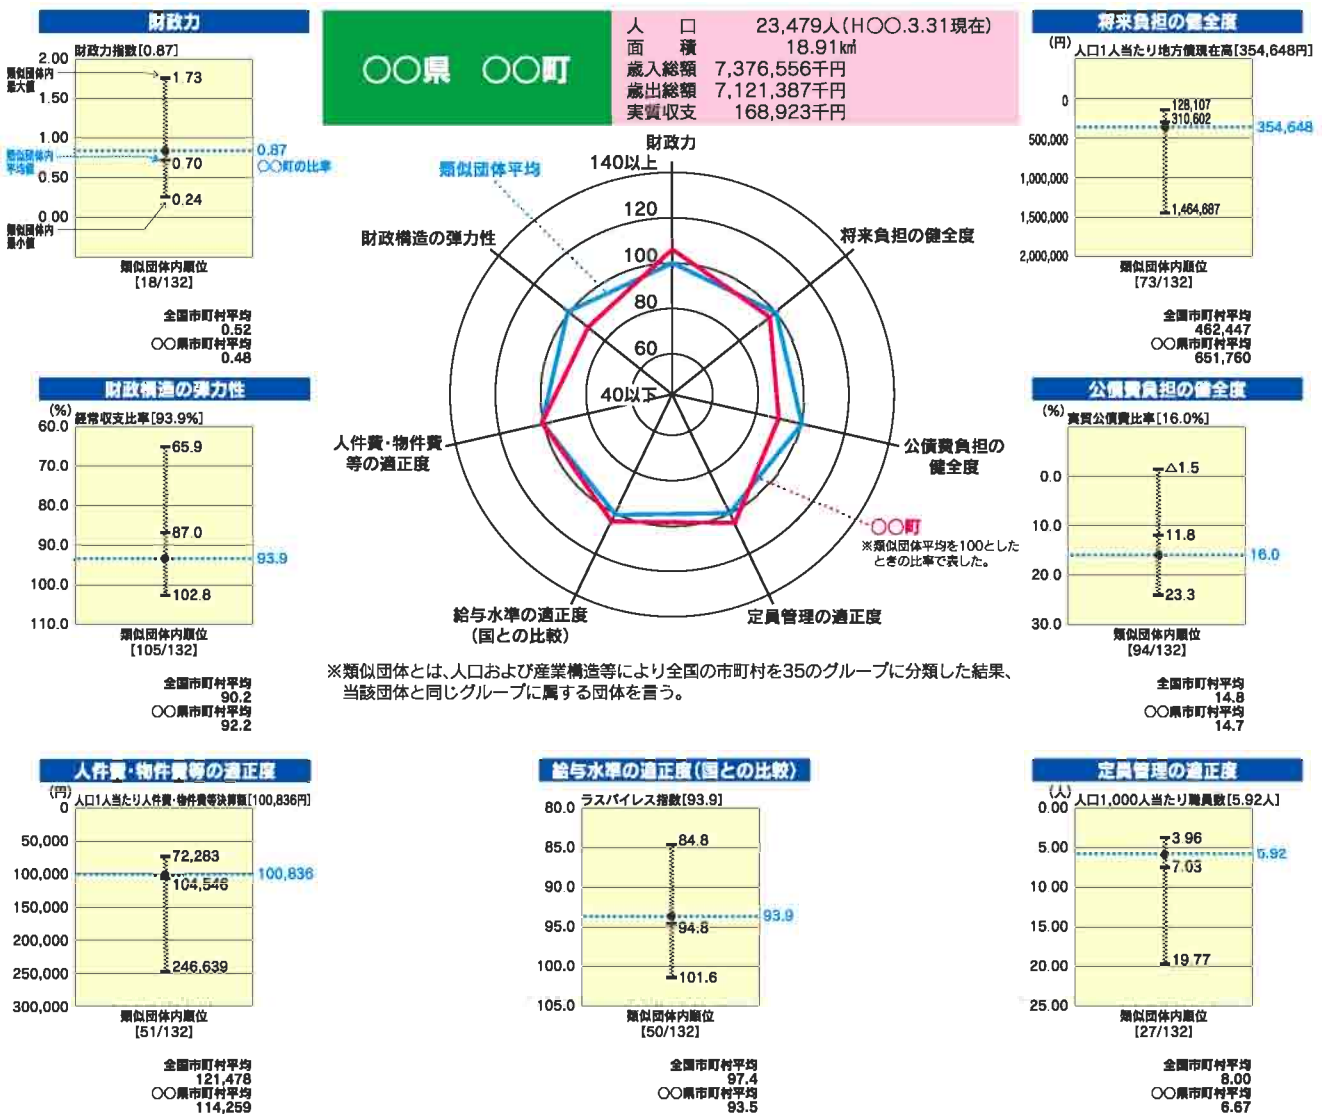 財政力
財政力指数[0.87]
2.00
1.50
1.00
0.50
0.00
類似団体内
最大値
類似団体内
平均値
類似団体内
最小値
1.73
0.87
〇〇町の比率
0.70
0.24
類似団体内順位
[18/132]
全国市町村平均
0.52
〇〇県市町村平均
0.48
〇〇県 〇〇町
人 口 23,479人(H〇〇.3.31現在)
面 積 18.91㎢
歳入総額 7,376,556千円
歳出総額 7,121,387千円
実質収支 168,923千円
将来負担の健全度
(円)
人口1人当たり地方債現在高[354,648円]
0
500,000
1,000,000
1,500,000
2,000,000
128,107
310,602
354,648
1,464,687
類似団体内順位
[73/132]
全国市町村平均
462,447
〇〇県市町村平均
651,760
財政力
140以上
120
100
80
60
40以下
類似団体平均
財政構造の弾力性
将来負担の健全度
人件費・物件費
等の適正度
公債費負担の
健全度
給与水準の適正度
(国との比較)
定員管理の適正度
〇〇町
※類似団体平均を100とした
ときの比率で表した。
※類似団体とは、人口および産業構造等により全国の市町村を35のグループに分類した結果、
当該団体と同じグループに属する団体を言う。
財政構造の弾力性
(%)
経常収支比率[93.9%]
60.0
70.0
80.0
90.0
100.0
110.0
65.9
87.0
93.9
102.8
類似団体内順位
[105/132]
全国市町村平均
90.2
〇〇県市町村平均
92.2
公債費負担の健全度
(%)
実質公債費比率[16.0%]
0.0
10.0
20.0
30.0
△1.5
11.8
16.0
23.3
類似団体内順位
[94/132]
全国市町村平均
14.8
〇〇県市町村平均
14.7
人件費・物件費等の適正度
(円)
人口1人当たり人件費・物件費等決算額[100,836円]
0
50,000
100,000
150,000
200,000
250,000
300,000
72,283
100,836
104,546
246,639
類似団体内順位
[51/132]
全国市町村平均
121,478
〇〇県市町村平均
114,259
給与水準の適正度(国との比較)
ラスパイレス指数[93.9]
80.0
85.0
90.0
95.0
100.0
105.0
84.8
93.9
94.8
101.6
類似団体内順位
[50/132]
全国市町村平均
97.4
〇〇県市町村平均
93.5
定員管理の適正度
(人)
人口1,000人当たり職員数[5.92人]
0.00
5.00
10.00
15.00
20.00
25.00
3.96
5.92
7.03
19.77
類似団体内順位
[27/132]
全国市町村平均
8.00
〇〇県市町村平均
6.67